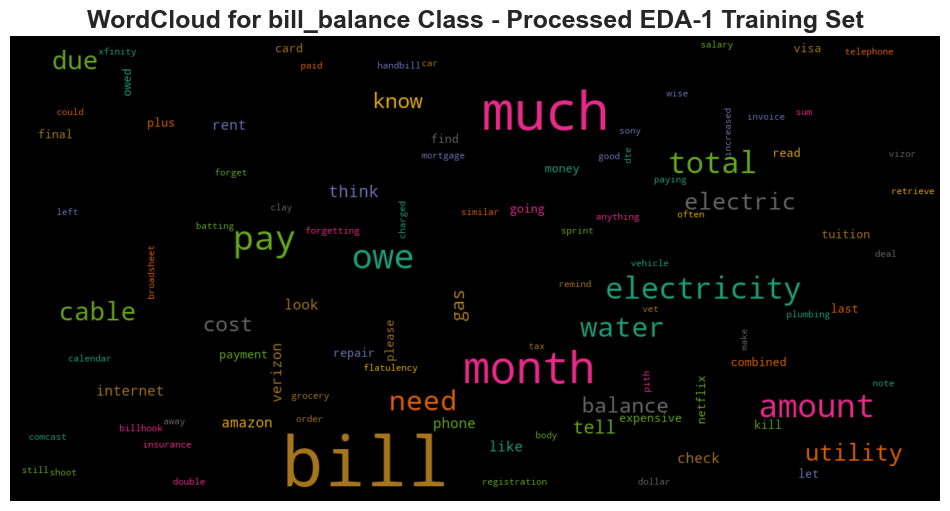 WordCloud for bill_balance Class - Processed EDA-1 Training Set
due
xfinity
owed
card
paid
handbill
car
salary
visa
telephone
could
final
plus
rent
know
much
find
mortgage
sony
good
dte
wise
increased
invoice
sum
total
read
vizor
forget
think
money
paying
electric
retrieve
left
clay
batting
pay
forgetting
charged
similar
going
anything
often
sprint
tuition
deal
broadsheet
owe
vehicle
remind
electricity
vet
plumbing
last
cable
cost
look
gas
please
water
make
calendar
payment
repair
flatulency
tax
month
pith
combined
verizon
internet
grocery
need
balance
netflix
amount
note
away
amazon
order
phone
tell
expensive
kill
comcast
billhook
insurance
bill
like
body
check
utility
still
shoot
double
registration
dollar
let